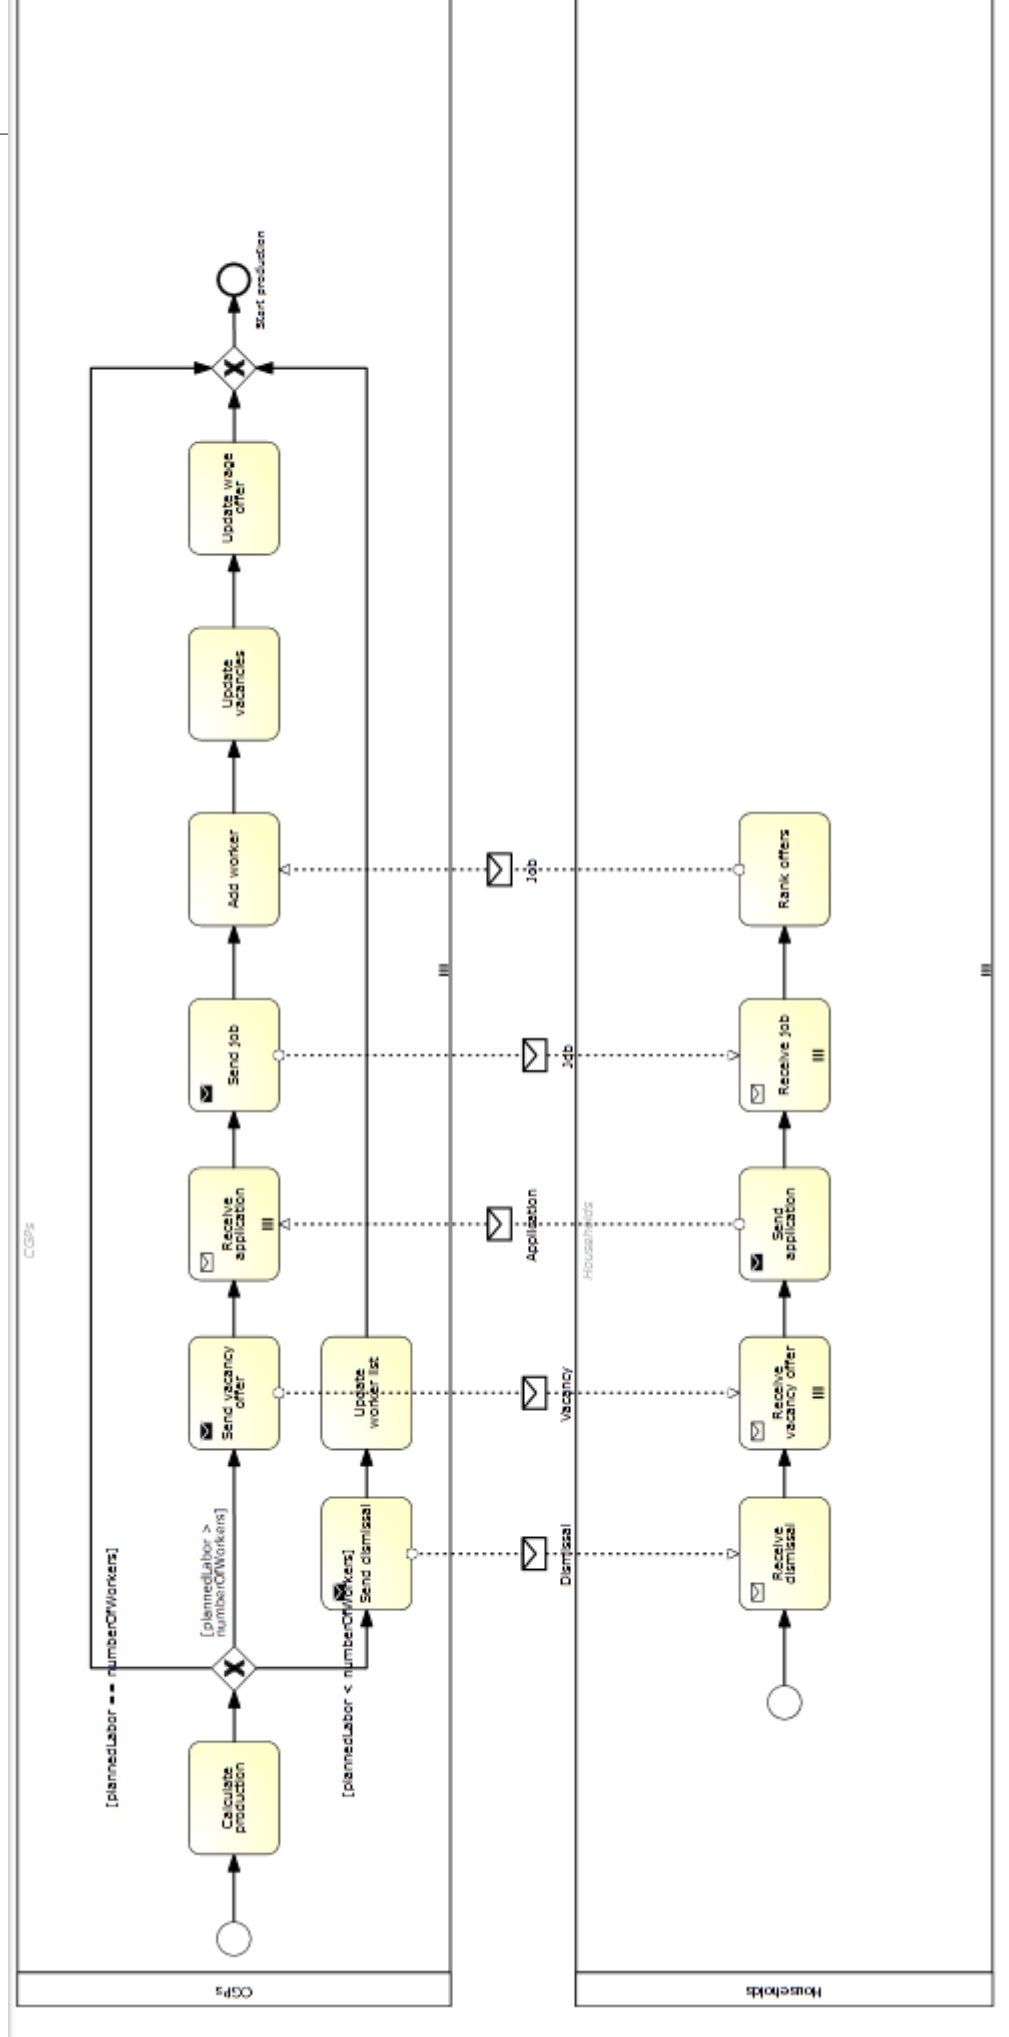 CGPs
CGPs
Calculate
production
[plannedLabor == numberOfWorkers]
[plannedLabor >
numberOfWorkers]
[plannedLabor < numberOfWorkers]
Send vacancy
offer
Receive
application
Send job
Add worker
Update
vacancies
Update wage
offer
Start production
Send dismissal
Update
worker list
Dismissal
Vacancy
Application
Job
Job
Households
Households
Receive
dismissal
Receive
vacancy offer
Send
application
Receive job
Rank offers